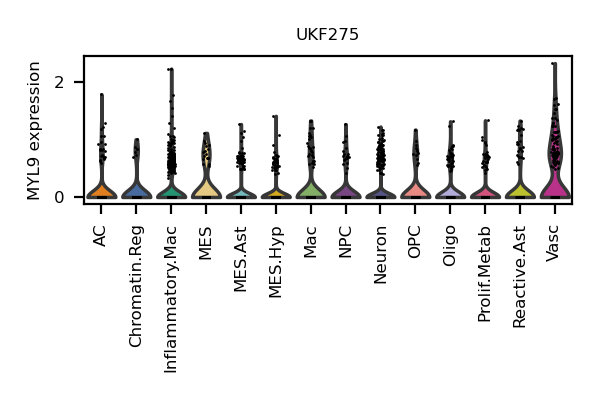 UKF275
MYL9 expression
2
0
AC
Chromatin.Reg
Inflammatory.Mac
MES
MES.Ast
MES.Hyp
Mac
NPC
Neuron
OPC
Oligo
Prolif.Metab
Reactive.Ast
Vasc